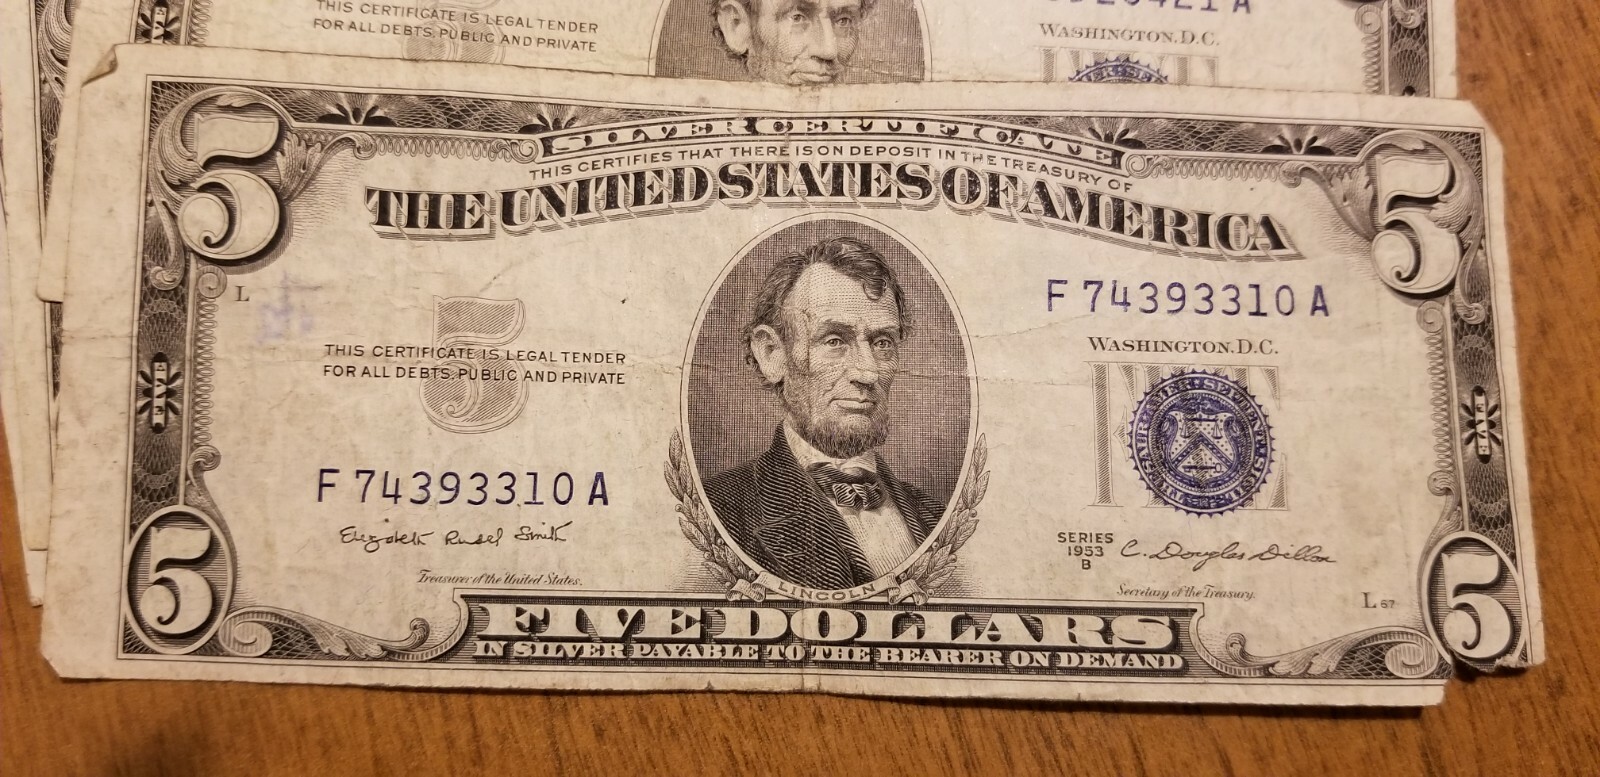 THIS CERTIFICATE IS LEGAL TENDER
FOR ALL DEBTS, PUBLIC AND PRIVATE
WASHINGTON, D.C.
5
5
SILVER CERTIFICATE
THIS CERTIFIES THAT THERE IS ON DEPOSIT IN THE TREASURY OF
THE UNITED STATES OF AMERICA
L
5
F 74393310 A
WASHINGTON, D.C.
THIS CERTIFICATE IS LEGAL TENDER
FOR ALL DEBTS, PUBLIC AND PRIVATE
FIVE
FIVE
F 74393310 A
Elizabeth Rudel Smith
Treasurer of the United States.
SERIES
1953
B
C. Douglas Dillon
Secretary of the Treasury.
LINCOLN
L 57
5
5
FIVE DOLLARS
IN SILVER PAYABLE TO THE BEARER ON DEMAND